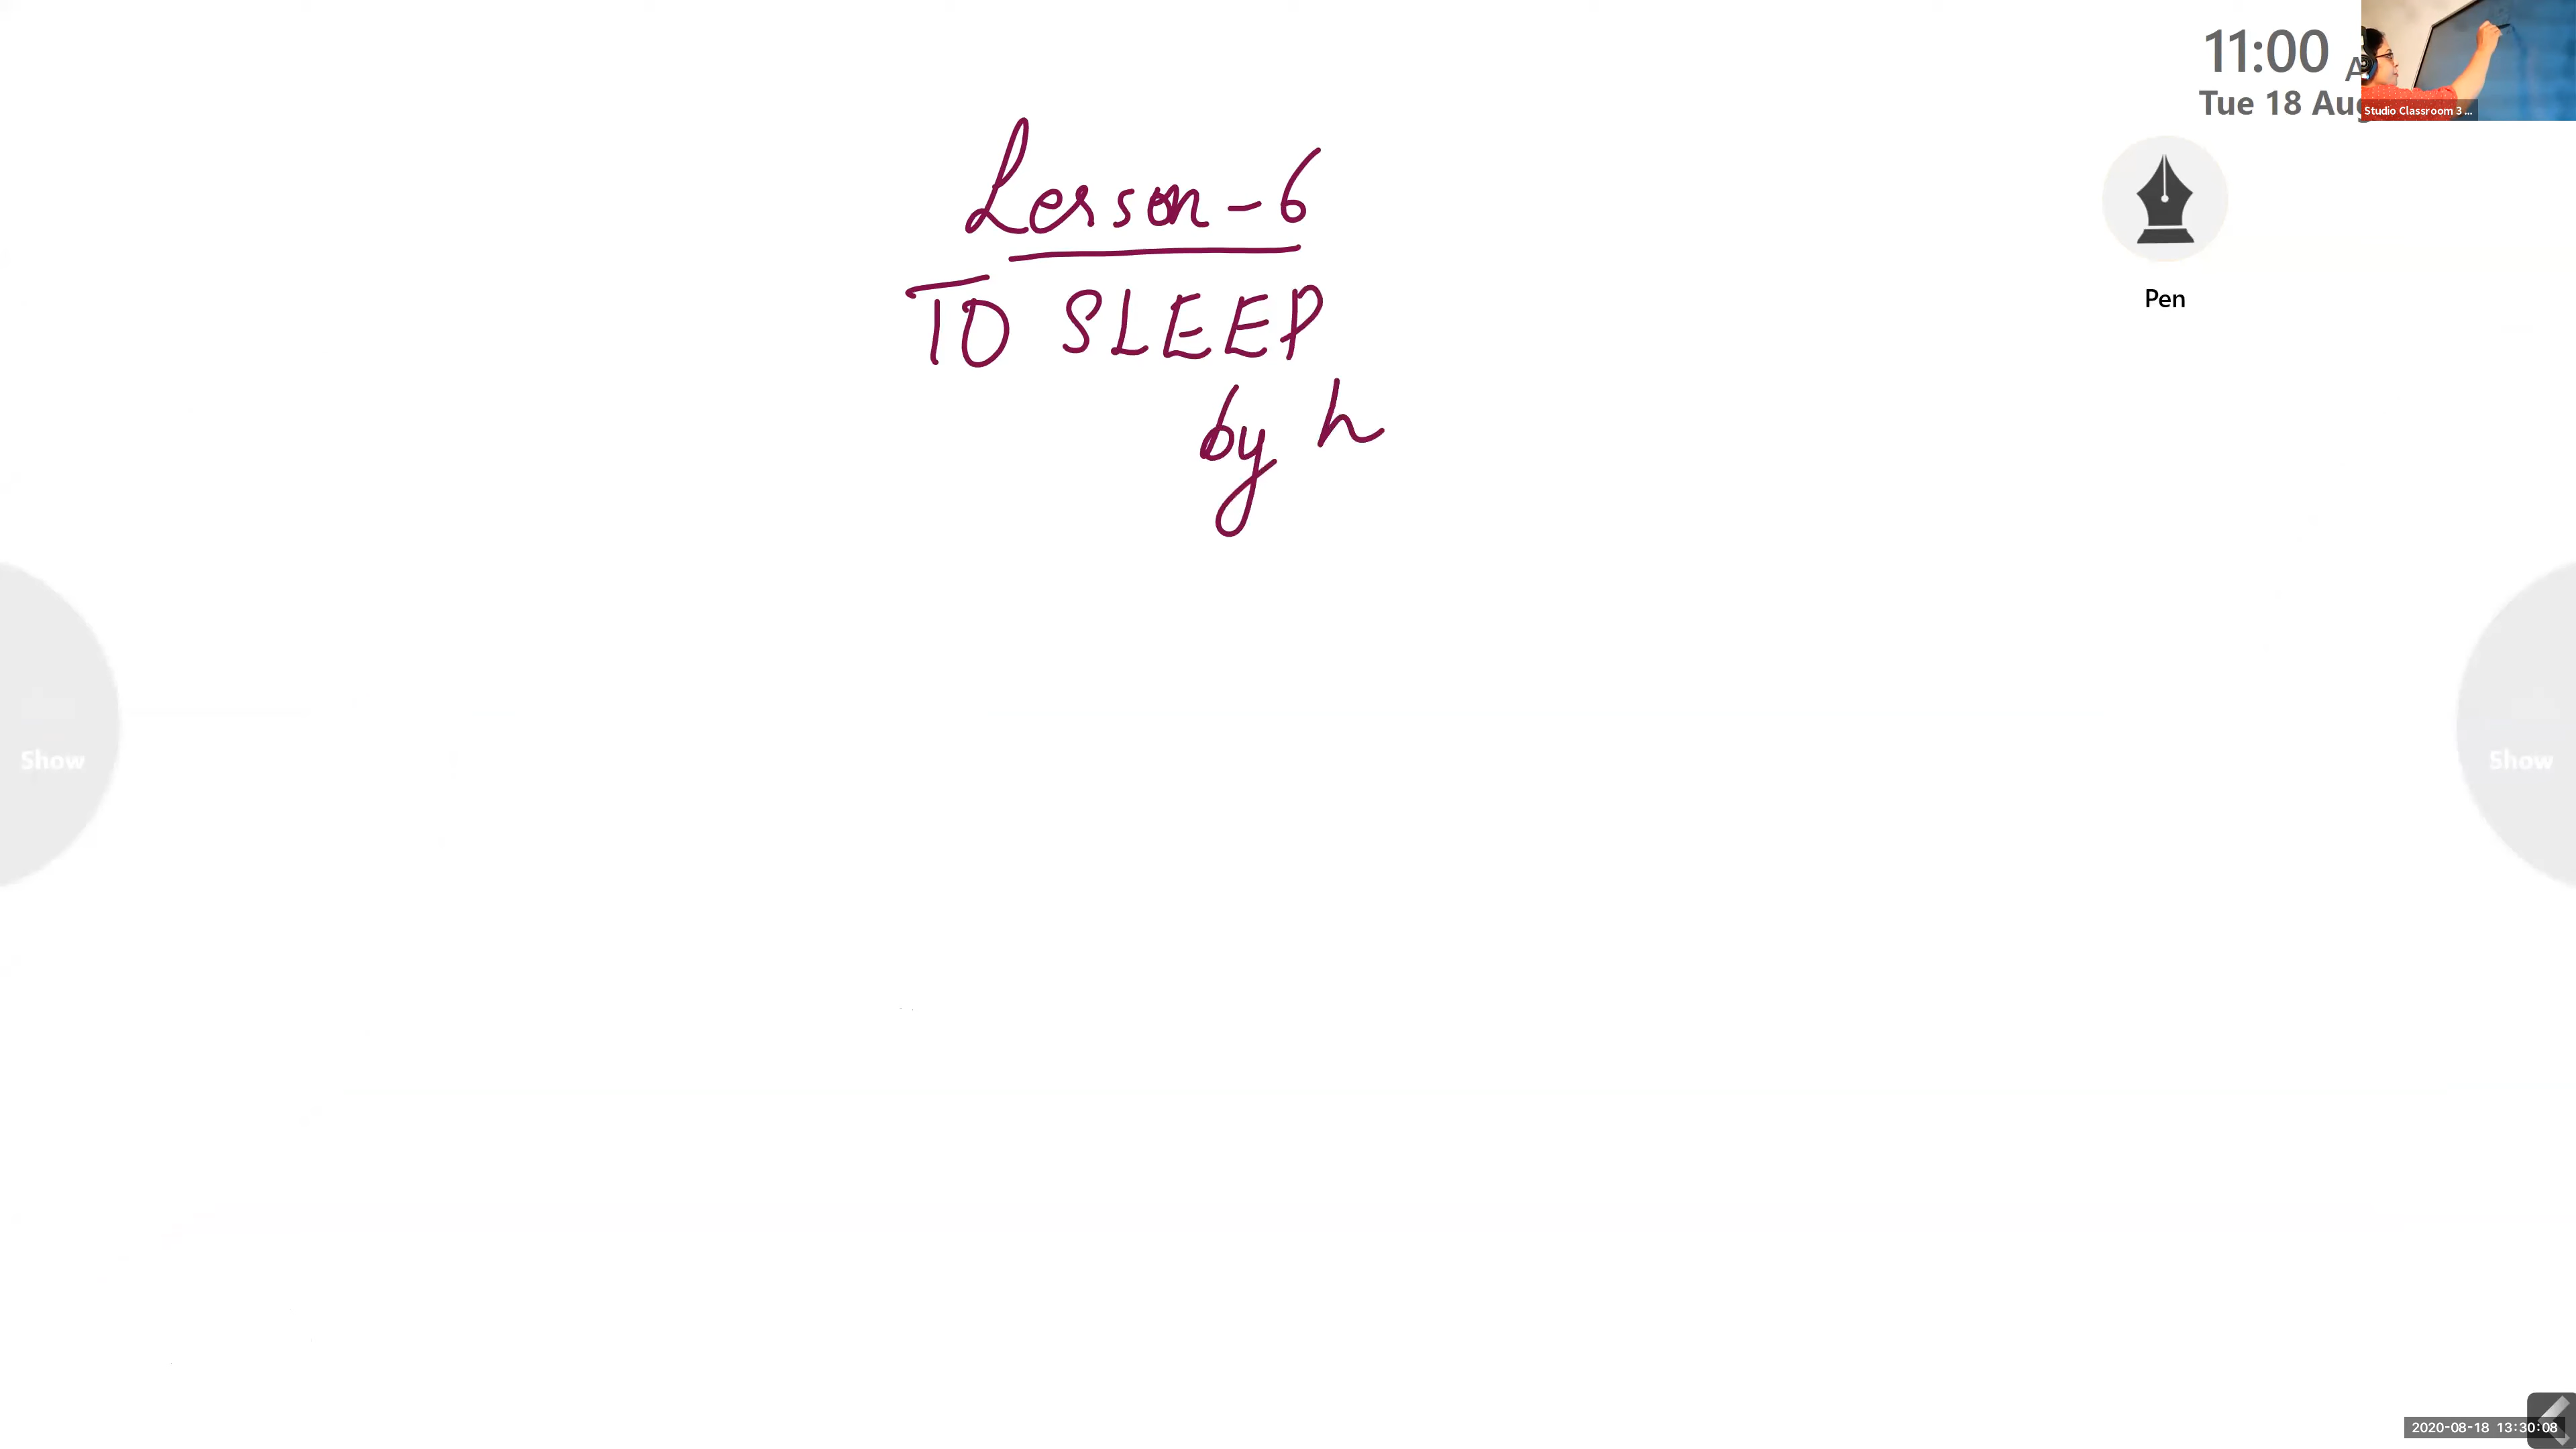 11:00 A
Tue 18 Aug
Studio Classroom 3 ...
Lesson-6
TO SLEEP
by h
Pen
Show
Show
2020-08-18 13:30:08